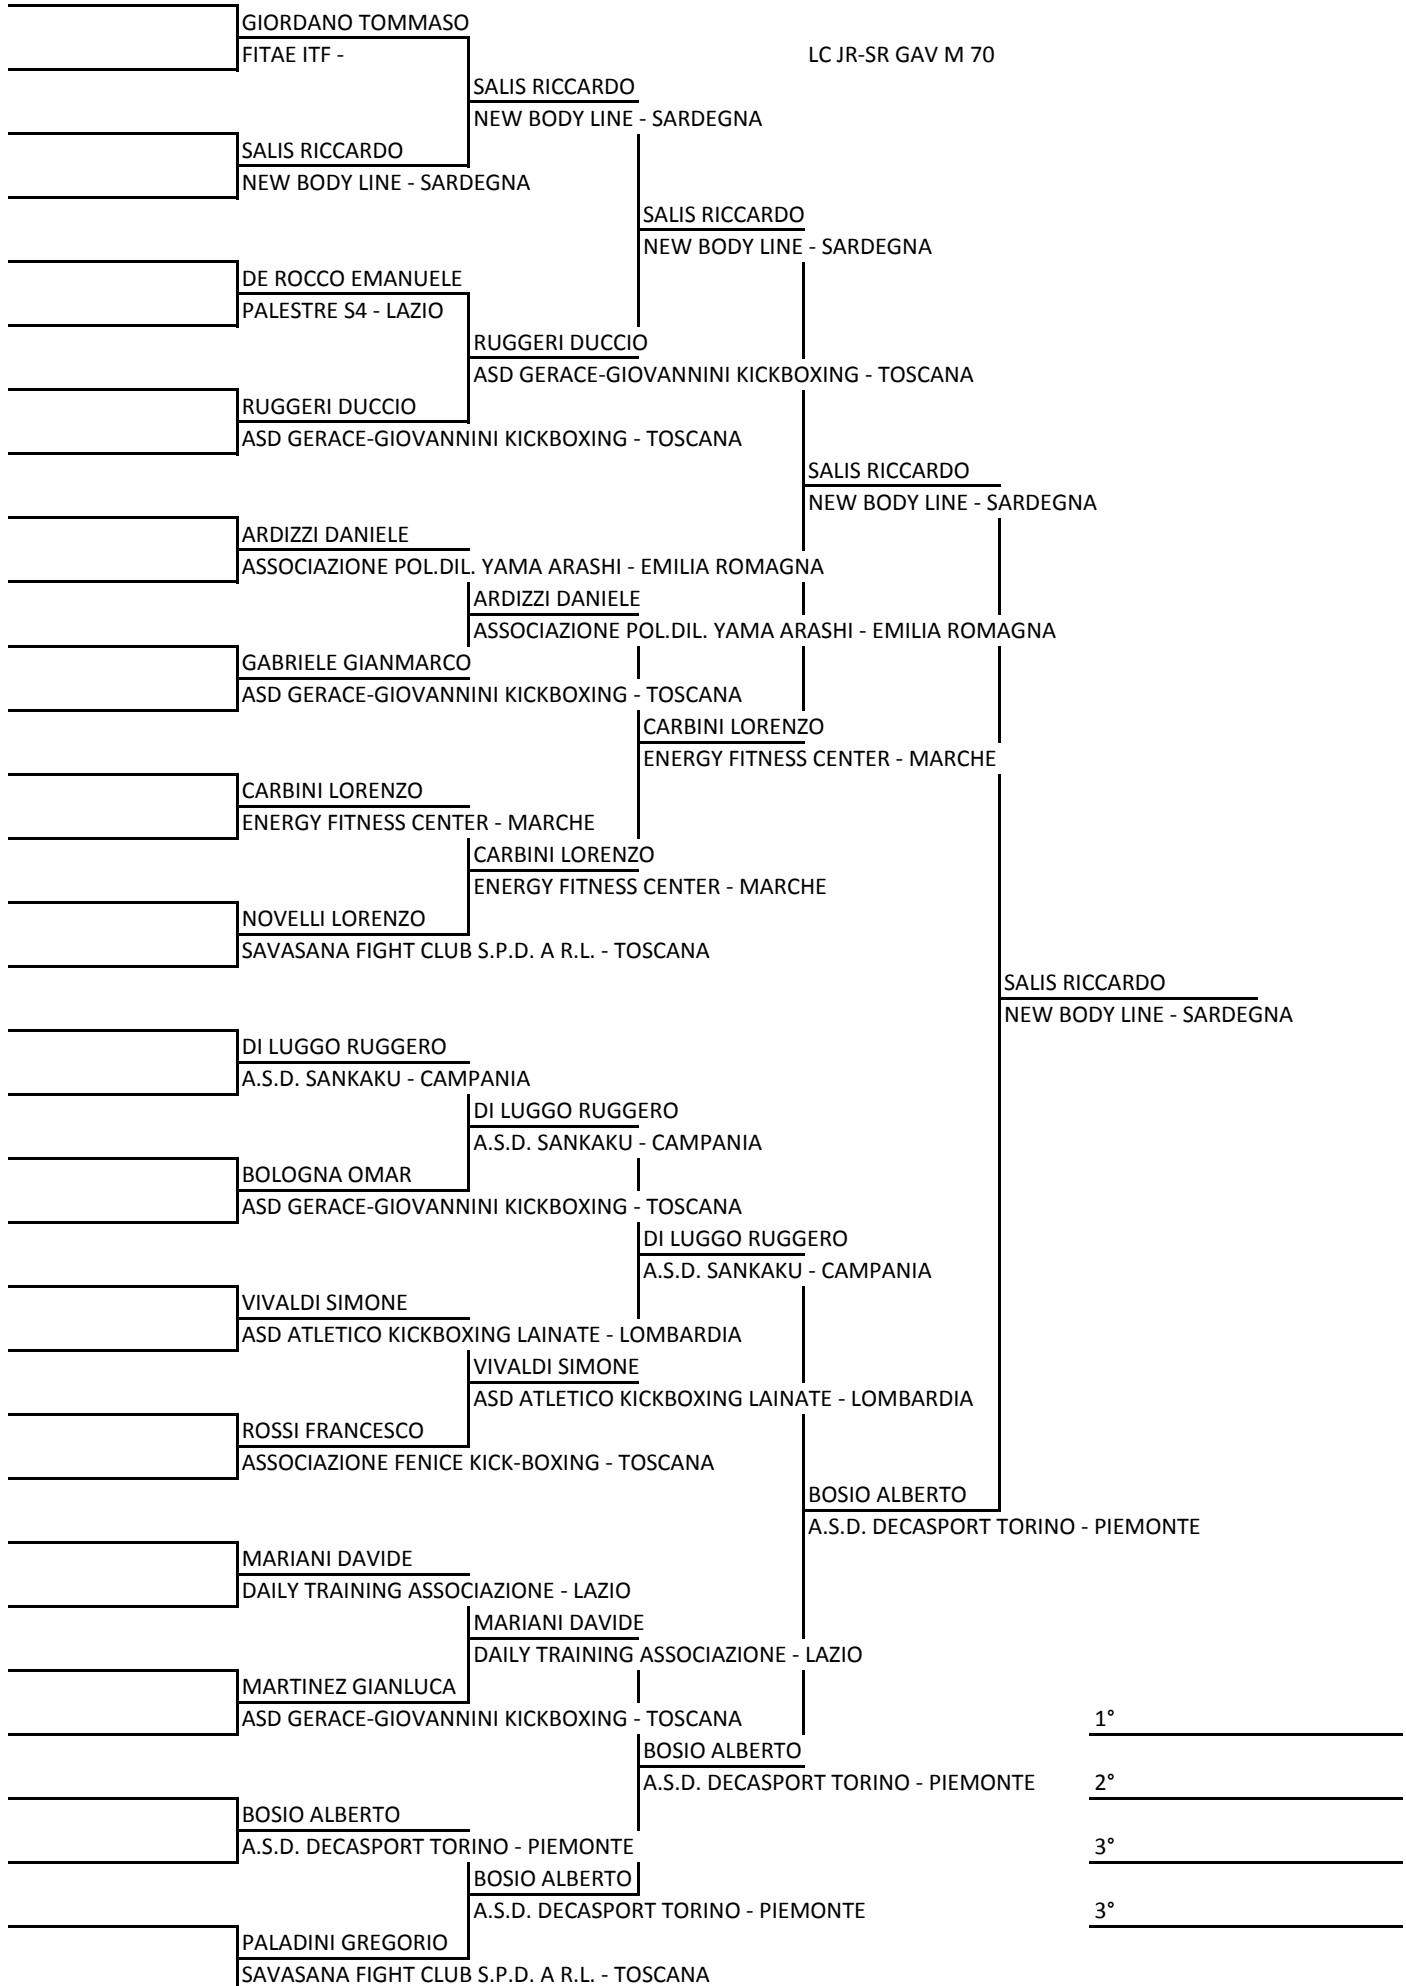 GIORDANO TOMMASO
FITAE ITF -
LC JR-SR GAV M 70
SALIS RICCARDO
NEW BODY LINE - SARDEGNA
SALIS RICCARDO
NEW BODY LINE - SARDEGNA
SALIS RICCARDO
NEW BODY LINE - SARDEGNA
DE ROCCO EMANUELE
PALESTRE S4 - LAZIO
RUGGERI DUCCIO
ASD GERACE-GIOVANNINI KICKBOXING - TOSCANA
RUGGERI DUCCIO
ASD GERACE-GIOVANNINI KICKBOXING - TOSCANA
SALIS RICCARDO
NEW BODY LINE - SARDEGNA
ARDIZZI DANIELE
ASSOCIAZIONE POL.DIL. YAMA ARASHI - EMILIA ROMAGNA
ARDIZZI DANIELE
ASSOCIAZIONE POL.DIL. YAMA ARASHI - EMILIA ROMAGNA
GABRIELE GIANMARCO
ASD GERACE-GIOVANNINI KICKBOXING - TOSCANA
CARBINI LORENZO
ENERGY FITNESS CENTER - MARCHE
CARBINI LORENZO
ENERGY FITNESS CENTER - MARCHE
CARBINI LORENZO
ENERGY FITNESS CENTER - MARCHE
NOVELLI LORENZO
SAVASANA FIGHT CLUB S.P.D. A R.L. - TOSCANA
SALIS RICCARDO
NEW BODY LINE - SARDEGNA
DI LUGGO RUGGERO
A.S.D. SANKAKU - CAMPANIA
DI LUGGO RUGGERO
A.S.D. SANKAKU - CAMPANIA
BOLOGNA OMAR
ASD GERACE-GIOVANNINI KICKBOXING - TOSCANA
DI LUGGO RUGGERO
A.S.D. SANKAKU - CAMPANIA
VIVALDI SIMONE
ASD ATLETICO KICKBOXING LAINATE - LOMBARDIA
VIVALDI SIMONE
ASD ATLETICO KICKBOXING LAINATE - LOMBARDIA
ROSSI FRANCESCO
ASSOCIAZIONE FENICE KICK-BOXING - TOSCANA
BOSIO ALBERTO
A.S.D. DECASPORT TORINO - PIEMONTE
MARIANI DAVIDE
DAILY TRAINING ASSOCIAZIONE - LAZIO
MARIANI DAVIDE
DAILY TRAINING ASSOCIAZIONE - LAZIO
MARTINEZ GIANLUCA
ASD GERACE-GIOVANNINI KICKBOXING - TOSCANA
1°
BOSIO ALBERTO
A.S.D. DECASPORT TORINO - PIEMONTE
2°
BOSIO ALBERTO
A.S.D. DECASPORT TORINO - PIEMONTE
3°
BOSIO ALBERTO
A.S.D. DECASPORT TORINO - PIEMONTE
3°
PALADINI GREGORIO
SAVASANA FIGHT CLUB S.P.D. A R.L. - TOSCANA